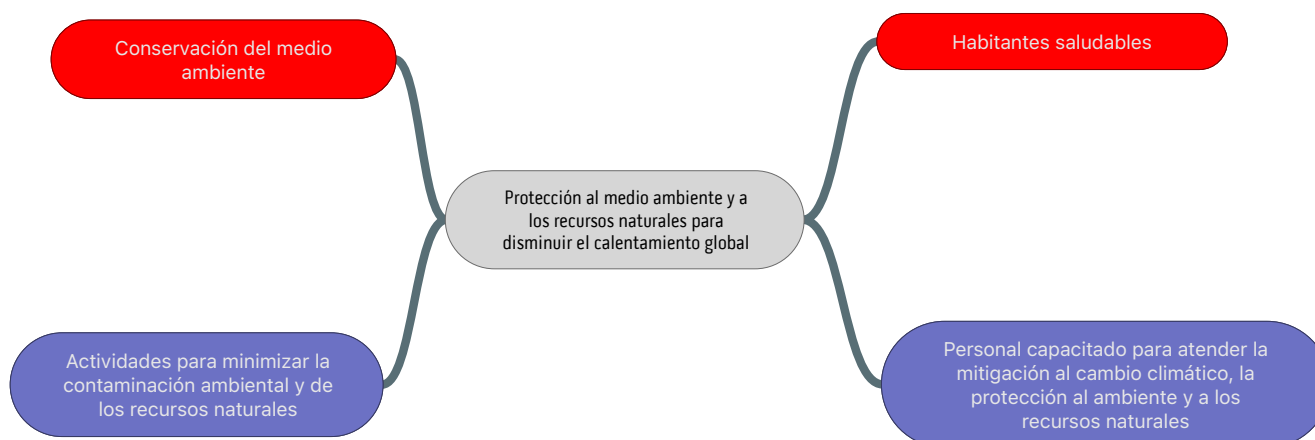 Conservación del medio
ambiente
Habitantes saludables
Protección al medio ambiente y a
los recursos naturales para
disminuir el calentamiento global
Actividades para minimizar la
contaminación ambiental y de
los recursos naturales
Personal capacitado para atender la
mitigación al cambio climático, la
protección al ambiente y a los
recursos naturales